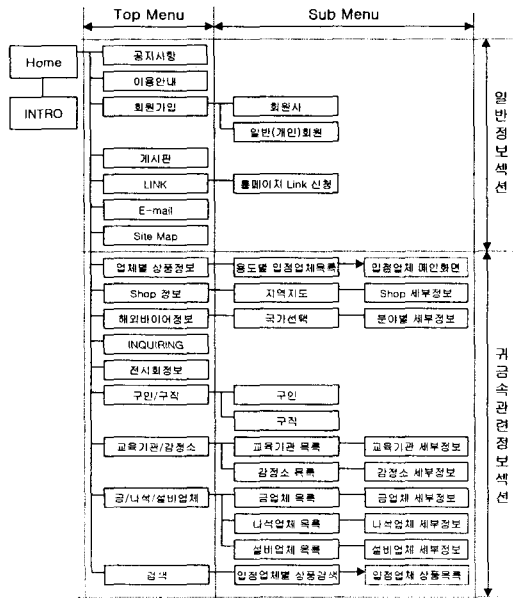 Top Menu
Sub Menu
Home
INTRO
공지사항
이용안내
회원가입
회원사
일반(개인)회원
게시판
LINK
홈페이지 Link 신청
E-mail
Site Map
일반정보섹션
업체별 상품정보
용도별 입점업체목록
입점업체 메인화면
Shop 정보
지역지도
Shop 세부정보
해외바이어정보
국가선택
분야별 세부정보
INQUIRING
전시회정보
구인/구직
구인
구직
교육기관/감정소
교육기관 목록
교육기관 세부정보
감정소 목록
감정소 세부정보
금/나석/설비업체
금업체 목록
금업체 세부정보
나석업체 목록
나석업체 세부정보
설비업체 목록
설비업체 세부정보
검색
입점업체별 상품검색
입점업체 상품목록
귀금속관련정보섹션